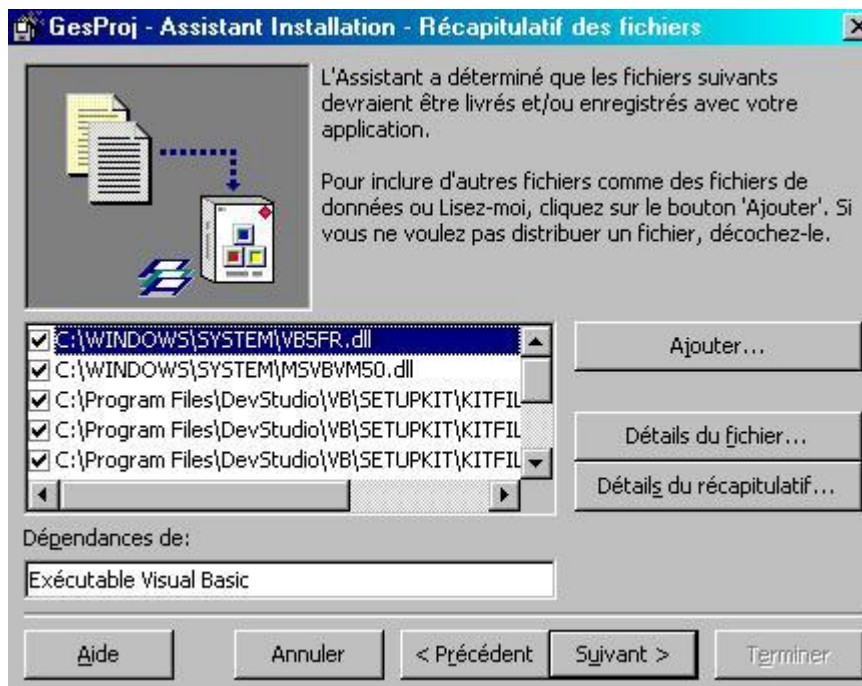 GesProj - Assistant Installation - Récapitulatif des fichiers
L'Assistant a déterminé que les fichiers suivants
devraient être livrés et/ou enregistrés avec votre
application.
Pour inclure d'autres fichiers comme des fichiers de
données ou Lisez-moi, cliquez sur le bouton 'Ajouter'. Si
vous ne voulez pas distribuer un fichier, décochez-le.
C:\WINDOWS\SYSTEM\VB5FR.dll
C:\WINDOWS\SYSTEM\MSVBVM50.dll
C:\Program Files\DevStudio\VB\SETUPKIT\KITFIL
C:\Program Files\DevStudio\VB\SETUPKIT\KITFIL
C:\Program Files\DevStudio\VB\SETUPKIT\KITFIL
Ajouter...
Détails du fichier...
Détails du récapitulatif...
Dépendances de:
Exécutable Visual Basic
Aide
Annuler
< Précédent
Suivant >
Terminer